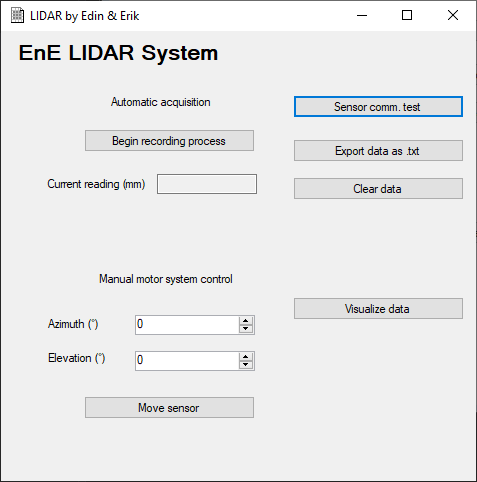 LIDAR by Edin & Erik
EnE LIDAR System
Automatic acquisition
Sensor comm. test
Begin recording process
Export data as .txt
Current reading (mm)
Clear data
Manual motor system control
Visualize data
Azimuth (°)
0
Elevation (°)
0
Move sensor